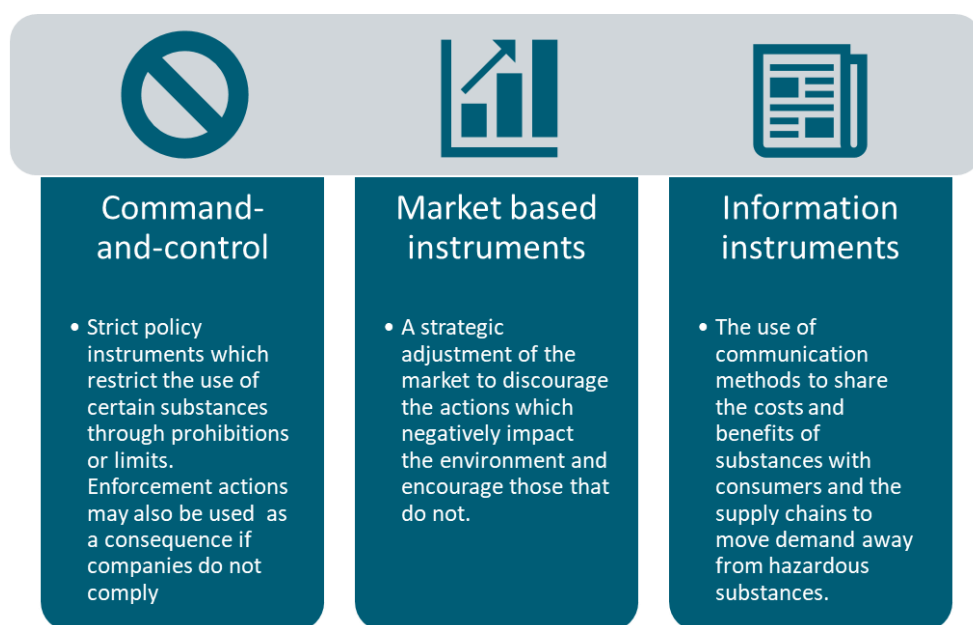 Command-
and-control
• Strict policy
instruments which
restrict the use of
certain substances
through prohibitions
or limits.
Enforcement actions
may also be used  as
a consequence if
companies do not
comply
Market based
instruments
• A strategic
adjustment of the
market to discourage
the actions which
negatively impact
the environment and
encourage those that
do not.
Information
instruments
• The use of
communication
methods to share
the costs and
benefits of
substances with
consumers and the
supply chains to
move demand away
from hazardous
substances.